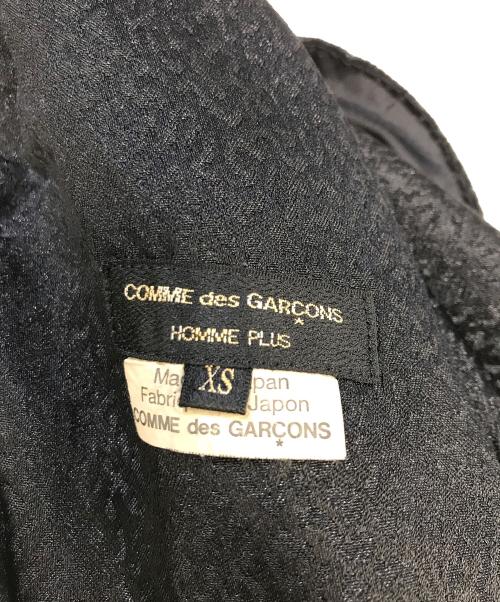 COMME des GARÇONS
HOMME PLUS
XS
Japon
COMME des GARÇONS